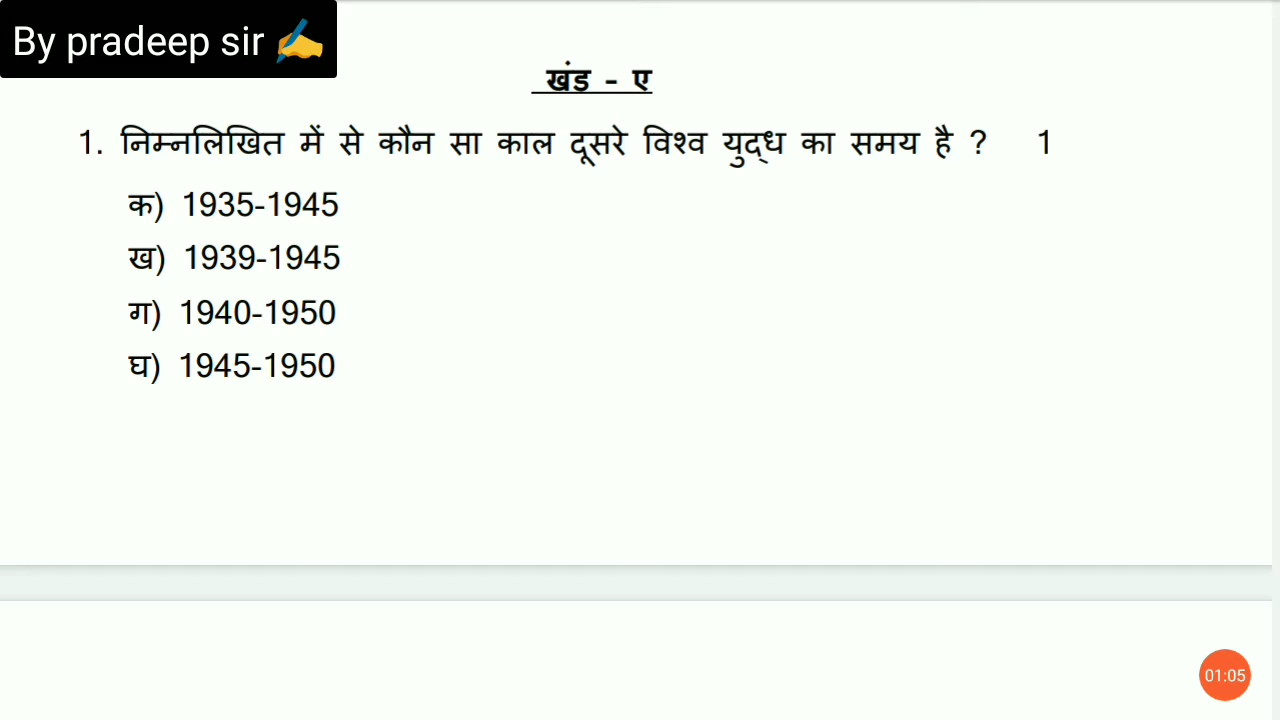 By pradeep sir ✍️
खंड - ए
1. निम्नलिखित में से कौन सा काल दूसरे विश्व युद्ध का समय है ? 1
क) 1935-1945
ख) 1939-1945
ग) 1940-1950
घ) 1945-1950
01:05